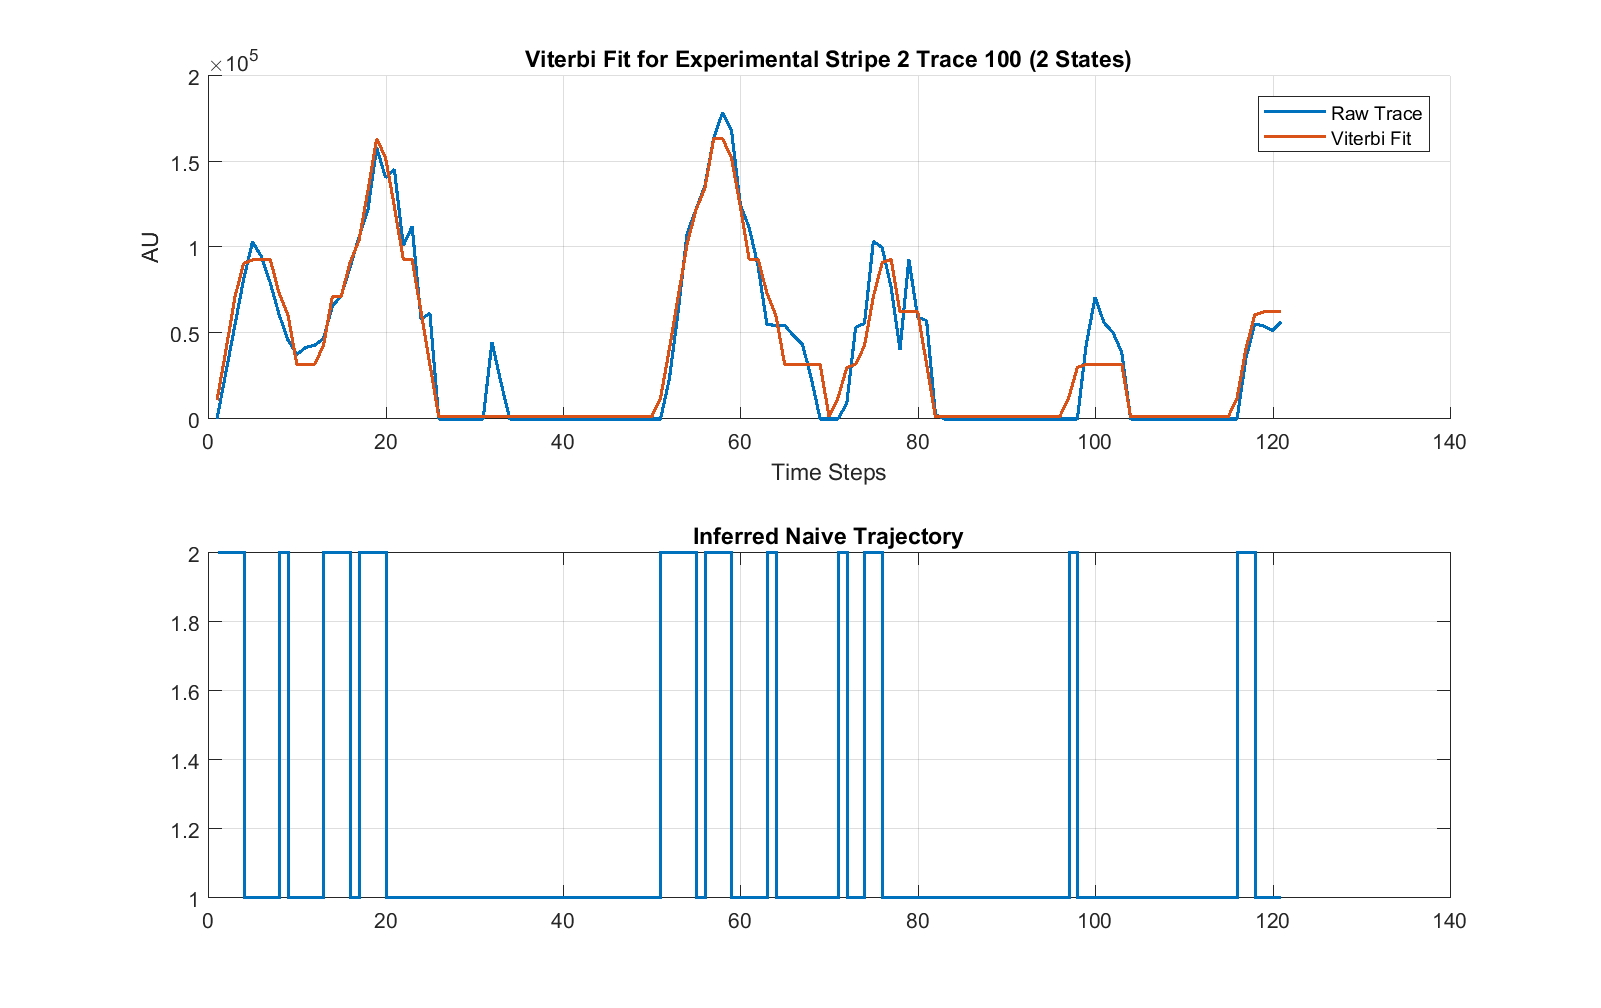 Viterbi Fit for Experimental Stripe 2 Trace 100 (2 States)
×10^5
2
1.5
1
0.5
0
AU
Raw Trace
Viterbi Fit
0 20 40 60 80 100 120 140
Time Steps
Inferred Naive Trajectory
2
1.8
1.6
1.4
1.2
1
0 20 40 60 80 100 120 140